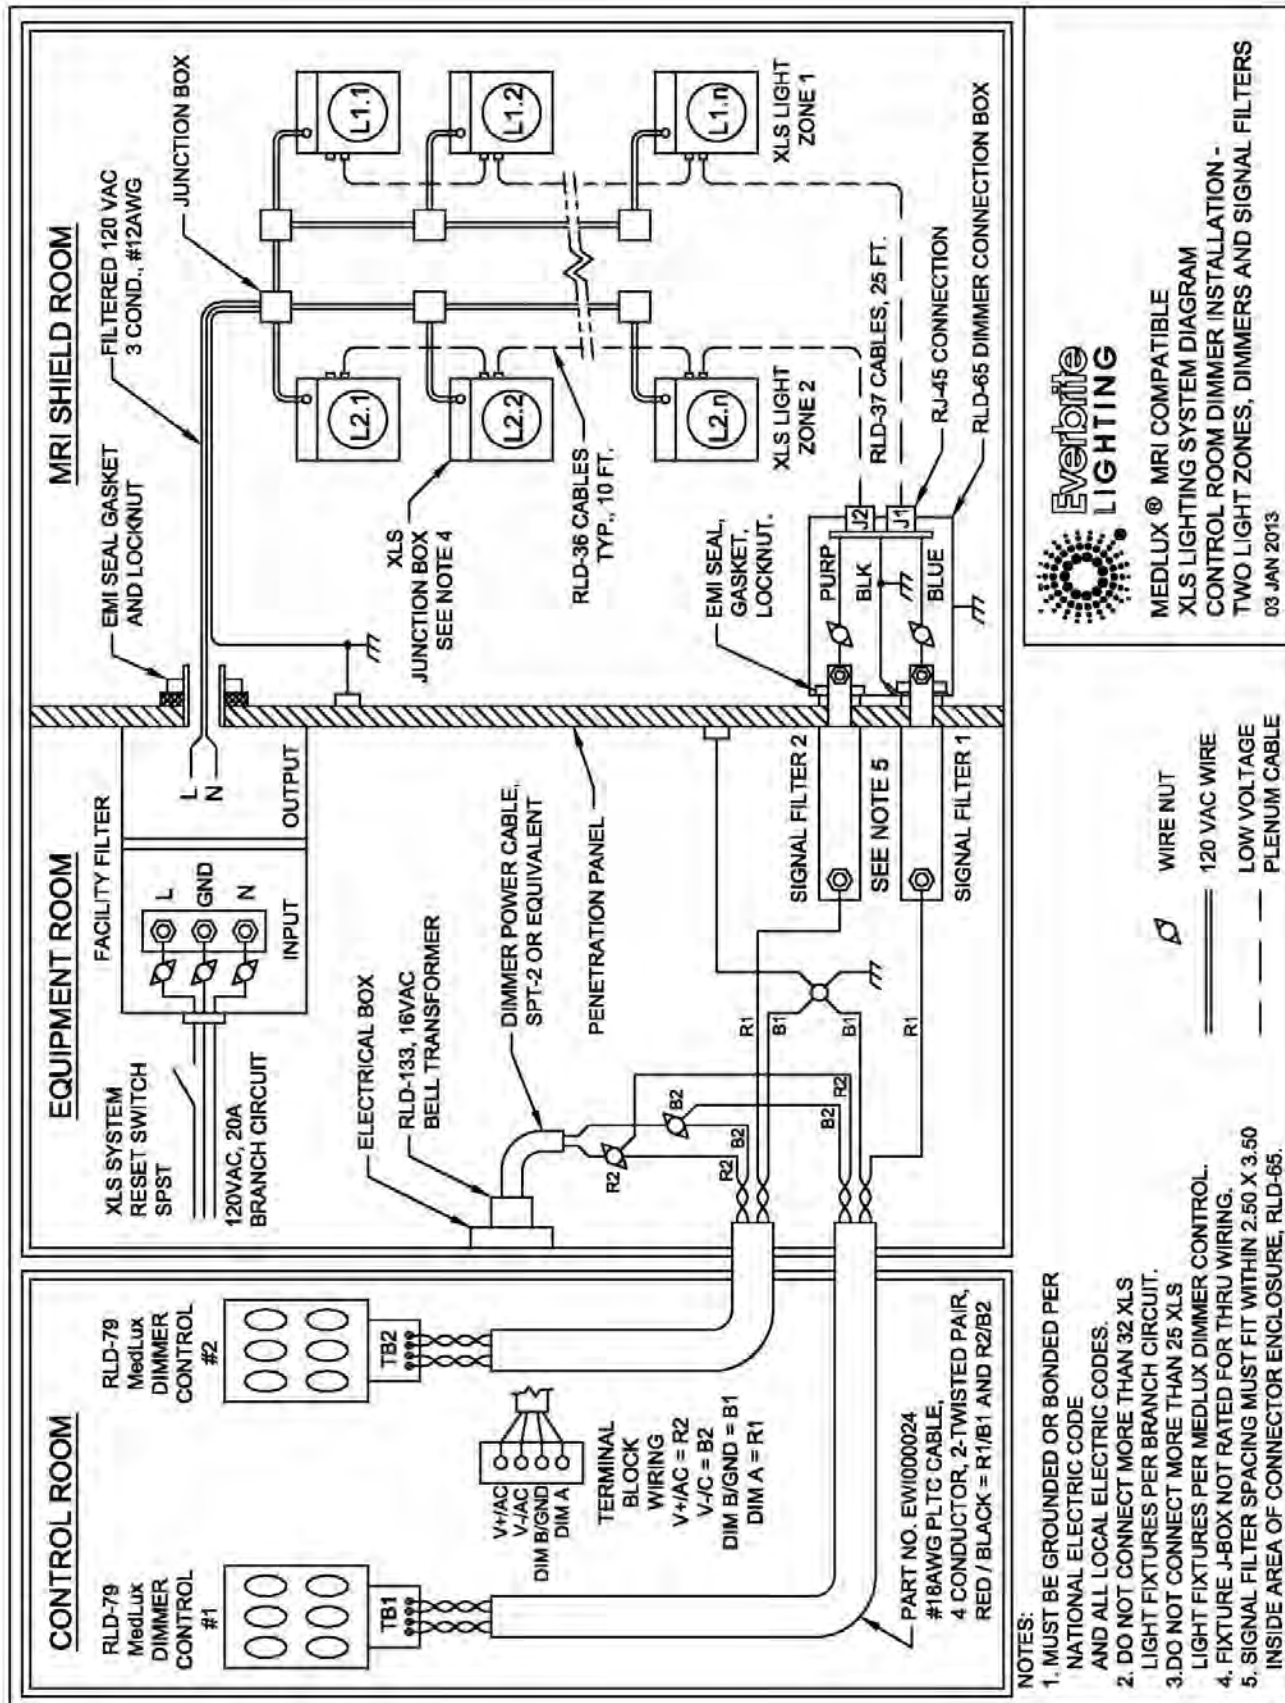 CONTROL ROOM
RLD-79
MedLux
DIMMER
CONTROL
#1
RLD-79
MedLux
DIMMER
CONTROL
#2
TB1
TB2
V+/AC
V-/AC
DIM B/GND
DIM A
TERMINAL
BLOCK
WIRING
V+/AC = R2
V-/C = B2
DIM B/GND = B1
DIM A = R1
PART NO. EWI00024
#16AWG PLTC CABLE,
4 CONDUCTOR, 2-TWISTED PAIR,
RED / BLACK = R1/B1 AND R2/B2
EQUIPMENT ROOM
XLS SYSTEM
RESET SWITCH
SPST
120VAC, 20A
BRANCH CIRCUIT
FACILITY FILTER
L
GND
N
INPUT
L
N
OUTPUT
ELECTRICAL BOX
RLD-133, 16VAC
BELL TRANSFORMER
DIMMER POWER CABLE,
SPT-2 OR EQUIVALENT
PENETRATION PANEL
R2
B2
R2
B2
R1
B1
B2
R2
B1
R1
SIGNAL FILTER 2
SEE NOTE 5
SIGNAL FILTER 1
MRI SHIELD ROOM
EMI SEAL GASKET
AND LOCKNUT
FILTERED 120 VAC
3 COND., #12AWG
JUNCTION BOX
L2.1
L2.2
L2.n
L1.1
L1.2
L1.n
XLS
JUNCTION BOX
SEE NOTE 4
RLD-36 CABLES
TYP., 10 FT.
XLS LIGHT
ZONE 2
XLS LIGHT
ZONE 1
EMI SEAL,
GASKET,
LOCKNUT.
PURP
BLK
BLUE
J2
J1
RLD-37 CABLES, 25 FT.
RJ-45 CONNECTION
RLD-65 DIMMER CONNECTION BOX
NOTES:
1. MUST BE GROUNDED OR BONDED PER
NATIONAL ELECTRIC CODE
AND ALL LOCAL ELECTRIC CODES.
2. DO NOT CONNECT MORE THAN 32 XLS
LIGHT FIXTURES PER BRANCH CIRCUIT.
3.DO NOT CONNECT MORE THAN 25 XLS
LIGHT FIXTURES PER MEDLUX DIMMER CONTROL.
4. FIXTURE J-BOX NOT RATED FOR THRU WIRING.
5. SIGNAL FILTER SPACING MUST FIT WITHIN 2.50 X 3.50
INSIDE AREA OF CONNECTOR ENCLOSURE, RLD-65.
WIRE NUT
120 VAC WIRE
LOW VOLTAGE
PLENUM CABLE
Everbrite
LIGHTING
®
MEDLUX ® MRI COMPATIBLE
XLS LIGHTING SYSTEM DIAGRAM
CONTROL ROOM DIMMER INSTALLATION -
TWO LIGHT ZONES, DIMMERS AND SIGNAL FILTERS
03 JAN 2013